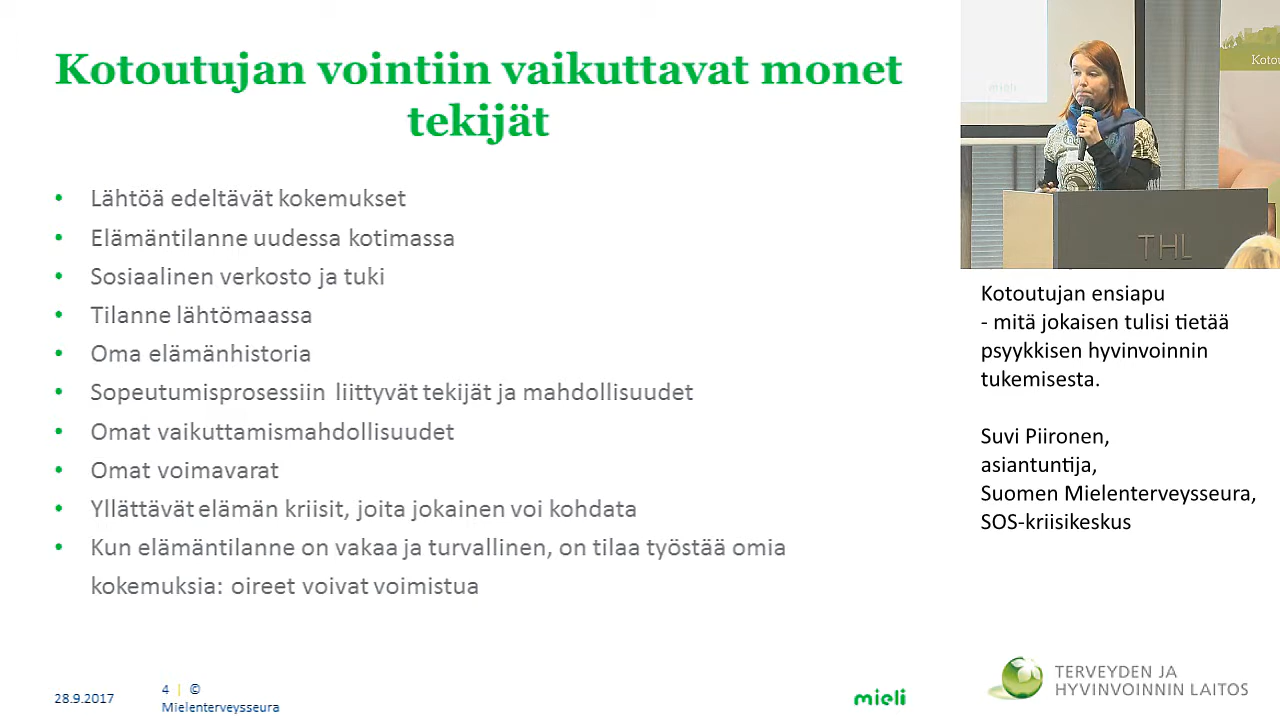 Kotoutujan vointiin vaikuttavat monet
tekijät
• Lähtöä edeltävät kokemukset
• Elämäntilanne uudessa kotimassa
• Sosiaalinen verkosto ja tuki
• Tilanne lähtömaassa
• Oma elämänhistoria
• Sopeutumisprosessiin liittyvät tekijät ja mahdollisuudet
• Omat vaikuttamismahdollisuudet
• Omat voimavarat
• Yllättävät elämän kriisit, joita jokainen voi kohdata
• Kun elämäntilanne on vakaa ja turvallinen, on tilaa työstää omia
kokemuksia: oireet voivat voimistua
28.9.2017
4 | ©
Mielenterveysseura
mieli
mieli
Kotou
THL
Kotoutujan ensiapu
- mitä jokaisen tulisi tietää
psyykkisen hyvinvoinnin
tukemisesta.
Suvi Piironen,
asiantuntija,
Suomen Mielenterveysseura,
SOS-kriisikeskus
TERVEYDEN JA
HYVINVOINNIN LAITOS